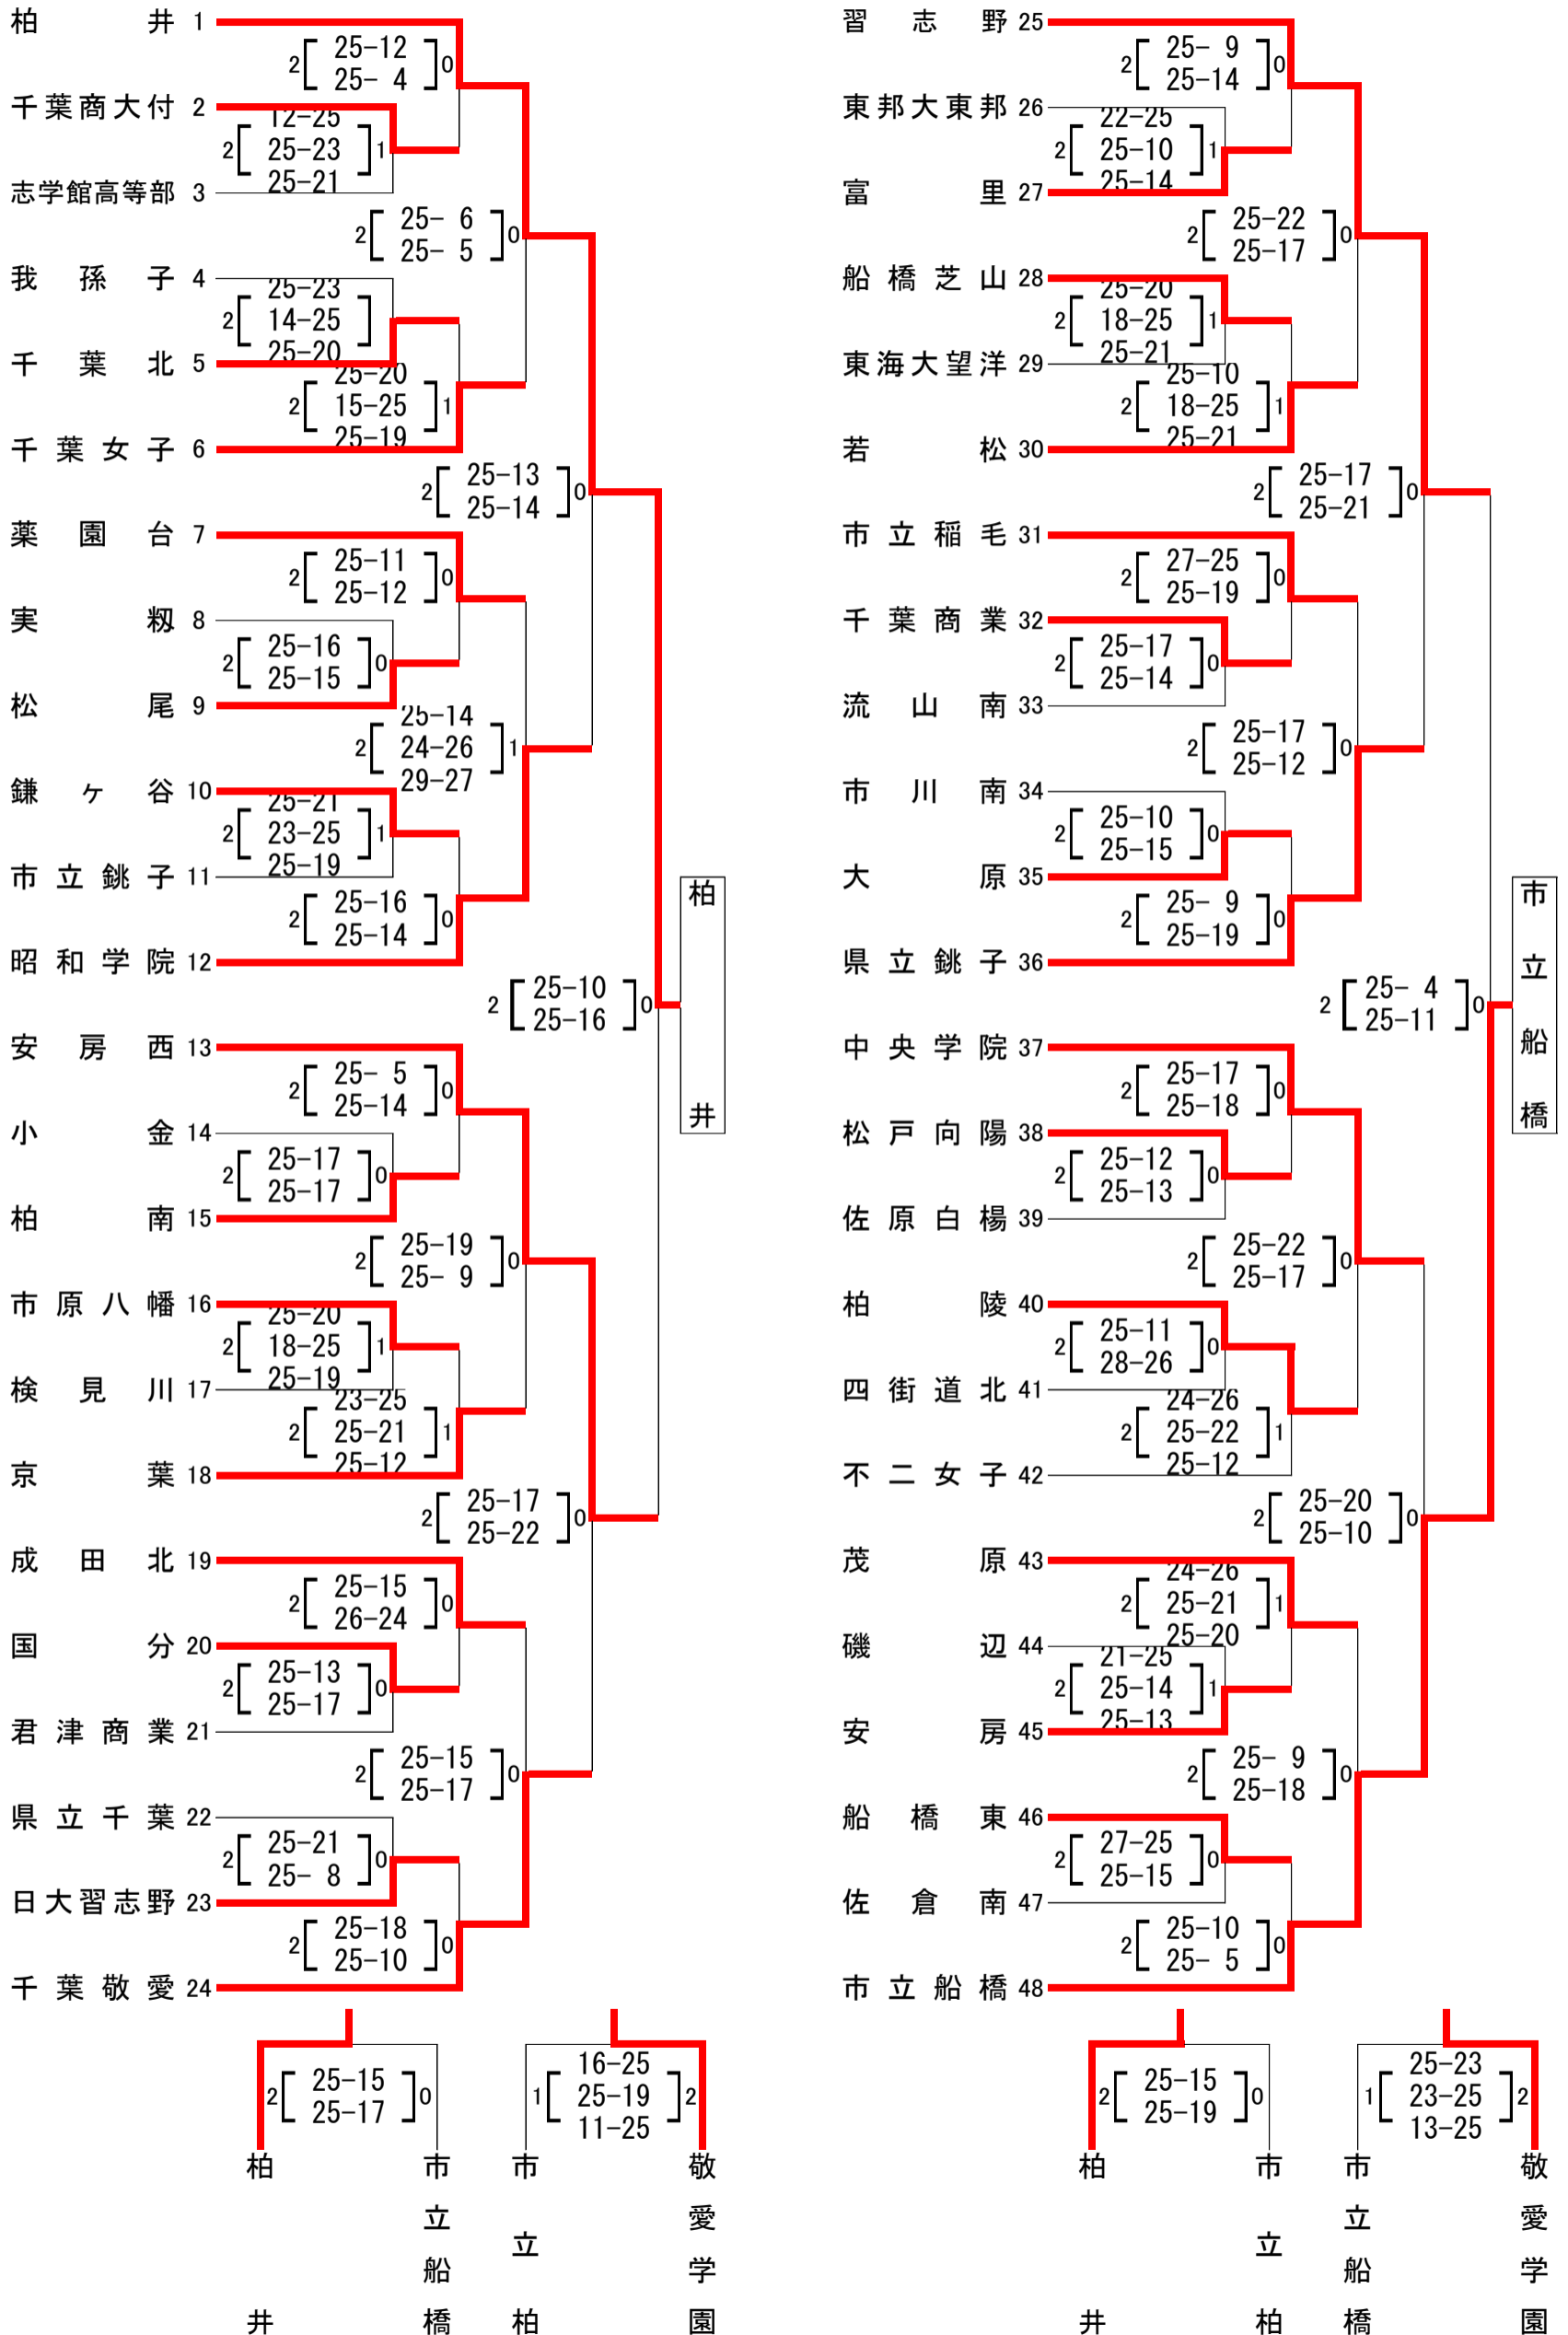 柏井 1
2 25-12 0
25- 4
千葉商大付 2
12-25
2 25-23 1
25-21
志学館高等部 3
2 25- 6 0
25- 5
我孫子 4
25-23
2 14-25
25-20
千葉北 5
25-20
2 15-25 1
25-19
千葉女子 6
2 25-13 0
25-14
薬園台 7
2 25-11 0
25-12
実籾 8
2 25-16 0
25-15
松尾 9
25-14
2 24-26 1
29-27
鎌ヶ谷 10
25-21
2 23-25 1
25-19
市立銚子 11
2 25-16 0
25-14
昭和学院 12
2 25-10 0
25-16
柏井
安房西 13
2 25- 5 0
25-14
小金 14
2 25-17 0
25-17
柏南 15
2 25-19 0
25- 9
市原八幡 16
25-20
2 18-25 1
25-19
検見川 17
23-25
2 25-21 1
25-12
京葉 18
2 25-17 0
25-22
成田北 19
2 25-15 0
26-24
国分 20
2 25-13 0
25-17
君津商業 21
2 25-15 0
25-17
県立千葉 22
2 25-21 0
25- 8
日大習志野 23
2 25-18 0
25-10
千葉敬愛 24
習志野 25
2 25- 9 0
25-14
東邦大東邦 26
22-25
2 25-10 1
25-14
富里 27
2 25-22 0
25-17
船橋芝山 28
25-20
2 18-25 1
25-21
東海大望洋 29
25-10
2 18-25 1
25-21
若松 30
2 25-17 0
25-21
市立稲毛 31
2 27-25 0
25-19
千葉商業 32
2 25-17 0
25-14
流山南 33
2 25-17 0
25-12
市川南 34
2 25-10 0
25-15
大原 35
2 25- 9 0
25-19
県立銚子 36
2 25- 4 0
25-11
市立船橋
中央学院 37
2 25-17 0
25-18
松戸向陽 38
2 25-12 0
25-13
佐原白楊 39
2 25-22 0
25-17
柏陵 40
2 25-11 0
28-26
四街道北 41
24-26
2 25-22 1
25-12
不二女子 42
2 25-20 0
25-10
茂原 43
24-26
2 25-21 1
25-20
磯辺 44
21-25
2 25-14 1
25-13
安房 45
2 25- 9 0
25-18
船橋東 46
2 27-25 0
25-15
佐倉南 47
2 25-10 0
25- 5
市立船橋 48
2 25-15 0
25-17
柏井
市立船橋
16-25
1 25-19 2
11-25
市立柏
敬愛学園
2 25-15 0
25-19
柏井
市立柏
25-23
1 23-25 2
13-25
市立船橋
敬愛学園